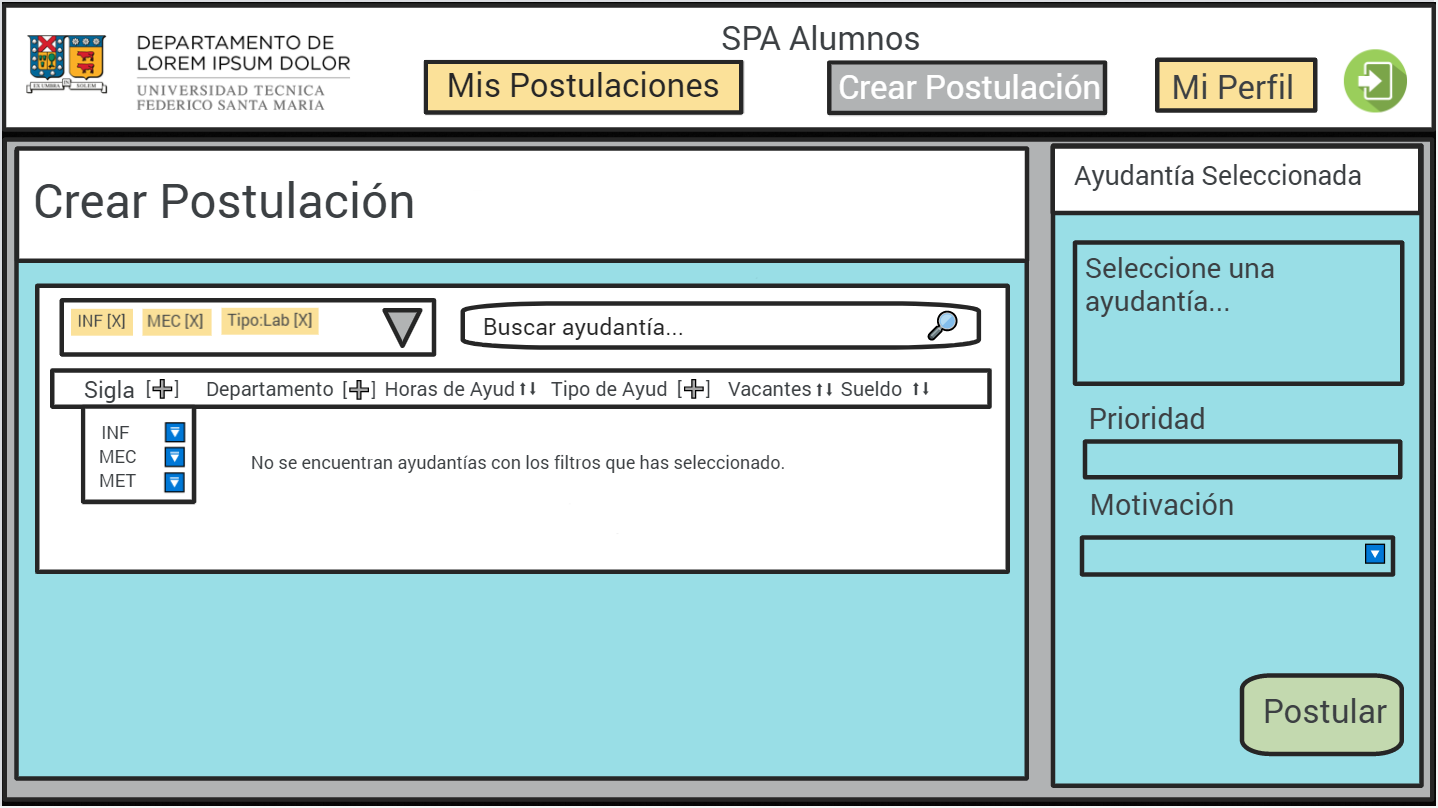 SPA Alumnos
DEPARTAMENTO DE
LOREM IPSUM DOLOR
UNIVERSIDAD TECNICA
FEDERICO SANTA MARIA
EX UMBRA IN SOLEM
Mis Postulaciones
Crear Postulación
Mi Perfil
Crear Postulación
INF [X] MEC [X] Tipo:Lab [X]
Buscar ayudantía...
Sigla [+] Departamento [+] Horas de Ayud↑↓ Tipo de Ayud [+] Vacantes↑↓ Sueldo ↑↓
INF
MEC
MET
No se encuentran ayudantías con los filtros que has seleccionado.
Ayudantía Seleccionada
Seleccione una
ayudantía...
Prioridad
Motivación
Postular